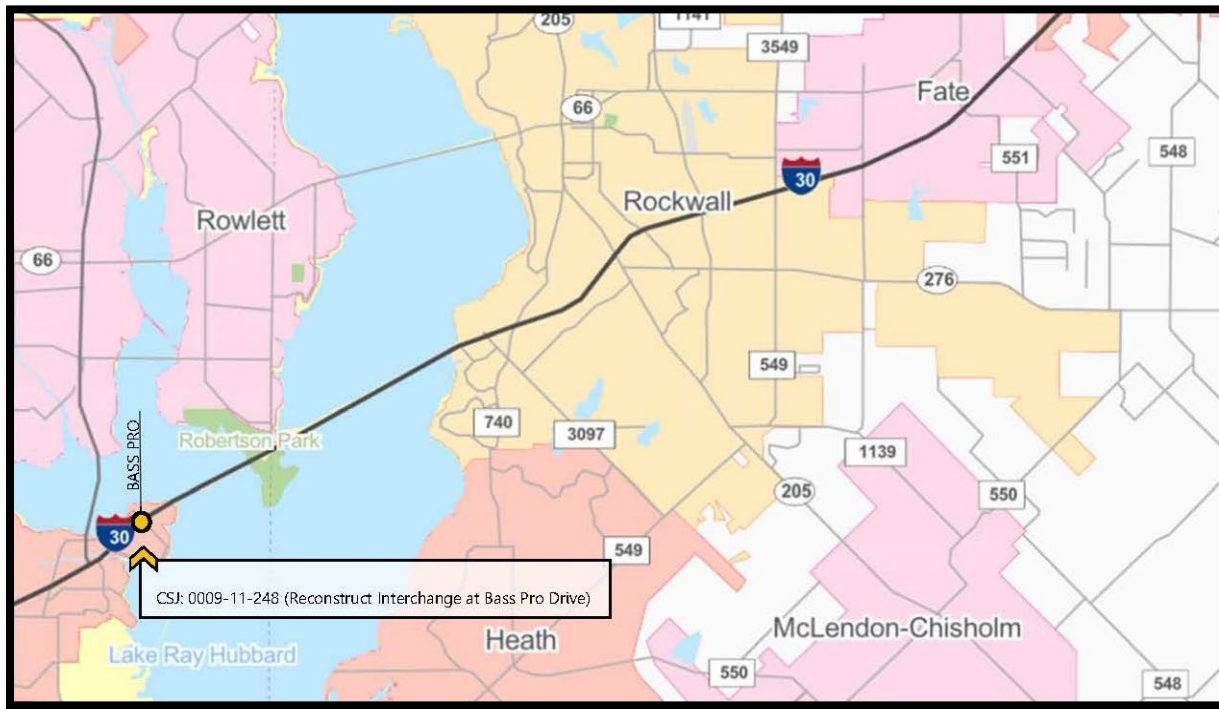 205
1141
3549
Fate
66
551
548
30
Rockwall
Rowlett
66
276
549
BASS PRO
740
Robertson Park
3097
1139
205
550
30
549
CSJ: 0009-11-248 (Reconstruct Interchange at Bass Pro Drive)
Heath
McLendon-Chisholm
Lake Ray Hubbard
550
548